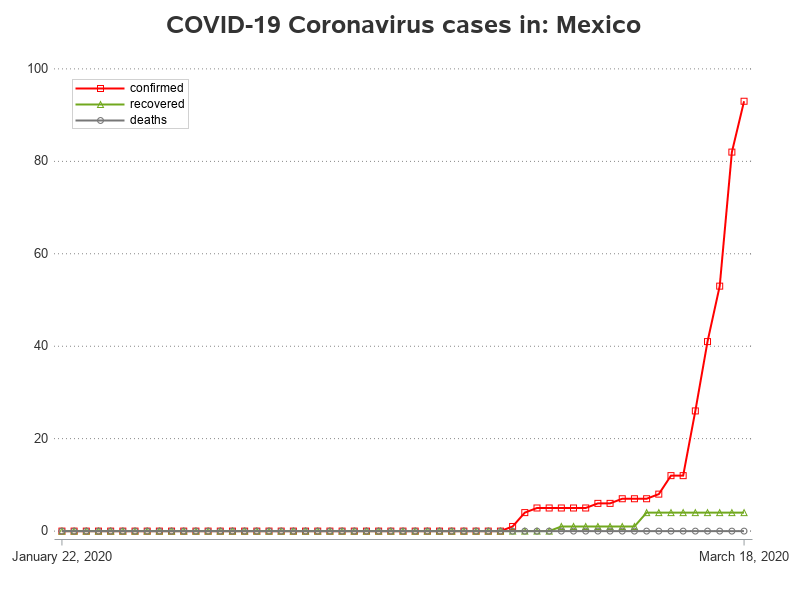 COVID-19 Coronavirus cases in: Mexico
100
confirmed
recovered
deaths
80
60
40
20
0
January 22, 2020
March 18, 2020